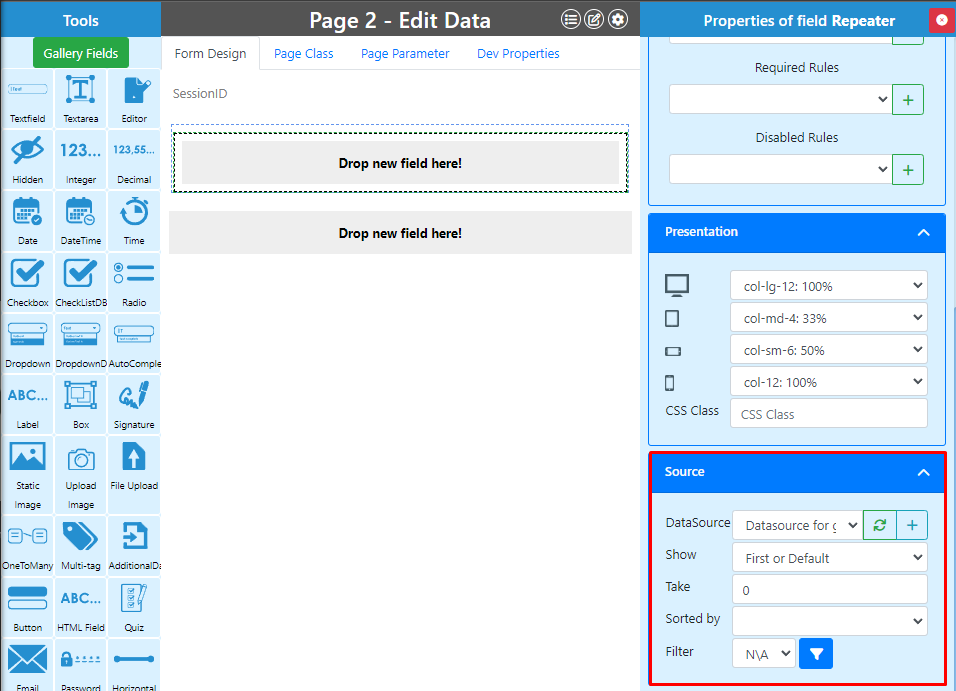 Tools
Gallery Fields
Textfield
Textarea
Editor
Hidden
123...
Integer
123,55...
Decimal
Date
DateTime
Time
Checkbox
CheckListDB
Radio
Dropdown
DropdownD
AutoComple
ABC...
Label
Box
Signature
Static
Image
Upload
Image
File Upload
OneToMany
Multi-tag
AdditionalDa
Button
ABC...
HTML Field
Quiz
Email
Password
Horizontal
Page 2 - Edit Data
Form Design
Page Class
Page Parameter
Dev Properties
SessionID
Drop new field here!
Drop new field here!
Properties of field Repeater
Required Rules
+
Disabled Rules
+
Presentation
col-lg-12: 100%
col-md-4: 33%
col-sm-6: 50%
col-12: 100%
CSS Class
CSS Class
Source
DataSource
Datasource for g
+
Show
First or Default
Take
0
Sorted by
Filter
N\A